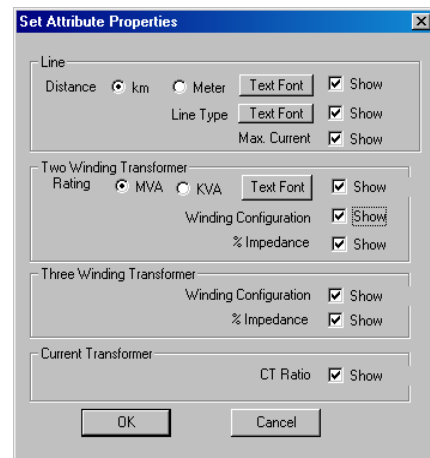 Set Attribute Properties
Line
Distance km Meter Text Font Show
Line Type Text Font Show
Max. Current Show
Two Winding Transformer
Rating MVA KVA Text Font Show
Winding Configuration Show
% Impedance Show
Three Winding Transformer
Winding Configuration Show
% Impedance Show
Current Transformer
CT Ratio Show
OK Cancel